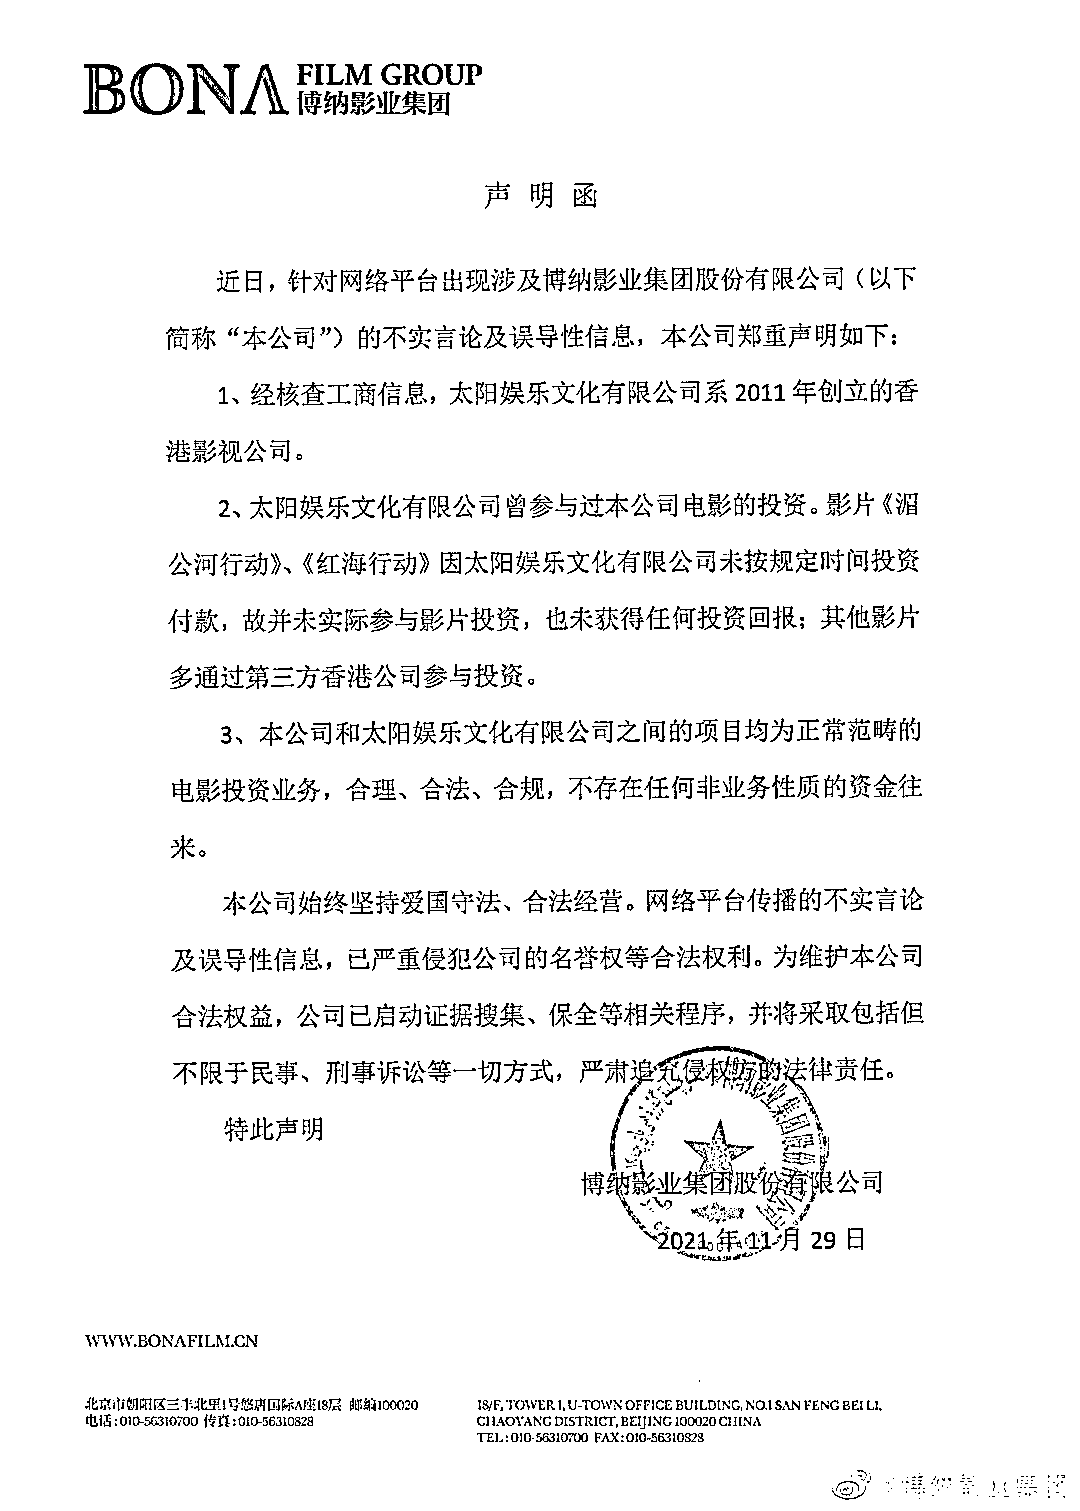 BONA FILM GROUP
博纳影业集团
声明函
近日，针对网络平台出现涉及博纳影业集团股份有限公司（以下
简称“本公司”）的不实言论及误导性信息，本公司郑重声明如下：
1、经核查工商信息，太阳娱乐文化有限公司系 2011 年创立的香
港影视公司。
2、太阳娱乐文化有限公司曾参与过本公司电影的投资。影片《湄
公河行动》、《红海行动》因太阳娱乐文化有限公司未按规定时间投资
付款，故并未实际参与影片投资，也未获得任何投资回报；其他影片
多通过第三方香港公司参与投资。
3、本公司和太阳娱乐文化有限公司之间的项目均为正常范畴的
电影投资业务，合理、合法、合规，不存在任何非业务性质的资金往
来。
本公司始终坚持爱国守法、合法经营。网络平台传播的不实言论
及误导性信息，已严重侵犯公司的名誉权等合法权利。为维护本公司
合法权益，公司已启动证据搜集、保全等相关程序，并将采取包括但
不限于民事、刑事诉讼等一切方式，严肃追究侵权方的法律责任。
特此声明
博纳影业集团股份有限公司
2021 年 11 月 29 日
WWW.BONAFILM.CN
北京市朝阳区三丰北里1号悠唐国际A座18层 邮编100020
电话：010-56310700 传真：010-56310828
18/F, TOWER 1, U-TOWN OFFICE BUILDING, NO.1 SAN FENG BEI LI,
CHAOYANG DISTRICT, BEIJING 100020 CHINA
TEL：010-56310700 FAX：010-56310828